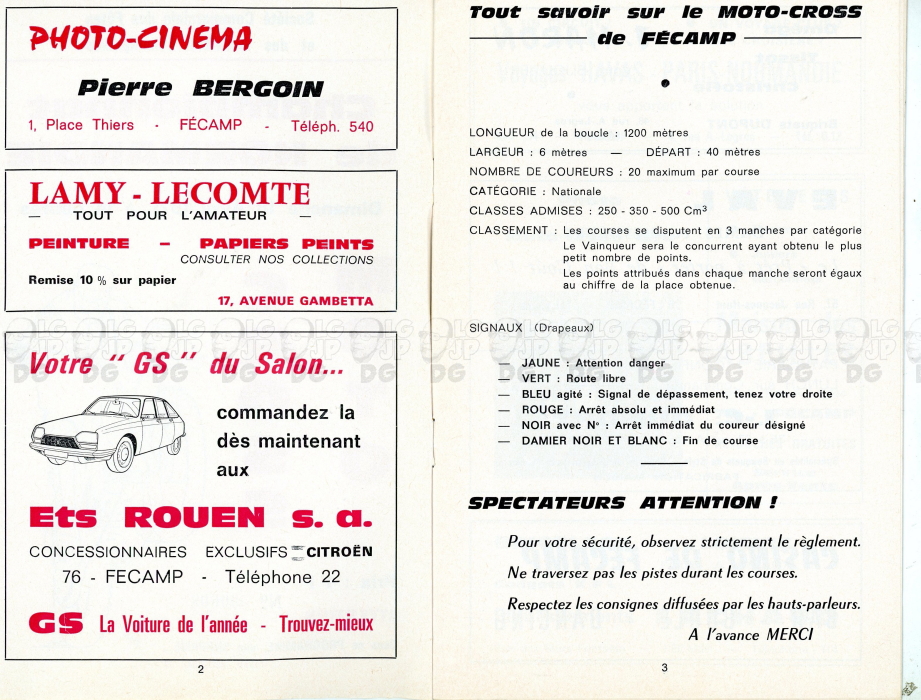 PHOTO-CINEMA
Pierre BERGOIN
1, Place Thiers - FÉCAMP - Téléph. 540
LAMY - LECOMTE
— TOUT POUR L'AMATEUR —
PEINTURE – PAPIERS PEINTS
CONSULTER NOS COLLECTIONS
Remise 10 % sur papier
17, AVENUE GAMBETTA
Votre " GS " du Salon...
commandez la
dès maintenant
aux
Ets ROUEN s. a.
CONCESSIONNAIRES EXCLUSIFS CITROËN
76 - FECAMP - Téléphone 22
GS La Voiture de l'année - Trouvez-mieux
2
Tout savoir sur le MOTO-CROSS
de FÉCAMP
LONGUEUR de la boucle : 1200 mètres
LARGEUR : 6 mètres — DÉPART : 40 mètres
NOMBRE DE COUREURS : 20 maximum par course
CATÉGORIE : Nationale
CLASSES ADMISES : 250 - 350 - 500 Cm³
CLASSEMENT : Les courses se disputent en 3 manches par catégorie
Le Vainqueur sera le concurrent ayant obtenu le plus
petit nombre de points.
Les points attribués dans chaque manche seront égaux
au chiffre de la place obtenue.
SIGNAUX (Drapeaux)
— JAUNE : Attention danger
— VERT : Route libre
— BLEU agité : Signal de dépassement, tenez votre droite
— ROUGE : Arrêt absolu et immédiat
— NOIR avec N° : Arrêt immédiat du coureur désigné
— DAMIER NOIR ET BLANC : Fin de course
SPECTATEURS ATTENTION !
Pour votre sécurité, observez strictement le règlement.
Ne traversez pas les pistes durant les courses.
Respectez les consignes diffusées par les hauts-parleurs.
A l'avance MERCI
3